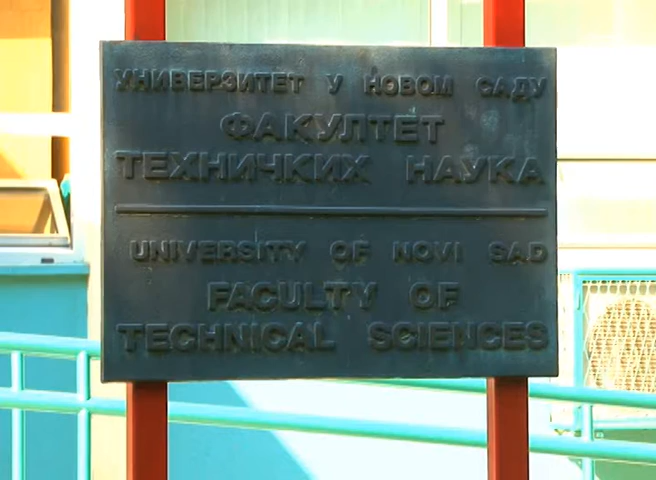 УНИВЕРЗИТЕТ У НОВОМ САДУ
ФАКУЛТЕТ
ТЕХНИЧКИХ НАУКА
UNIVERSITY OF NOVI SAD
FACULTY OF
TECHNICAL SCIENCES